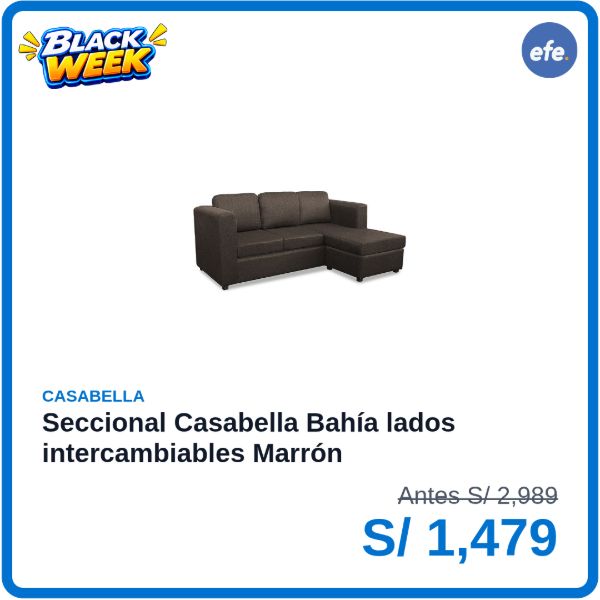 BLACK
WEEK
efe.
CASABELLA
Seccional Casabella Bahía lados
intercambiables Marrón
Antes S/ 2,989
S/ 1,479